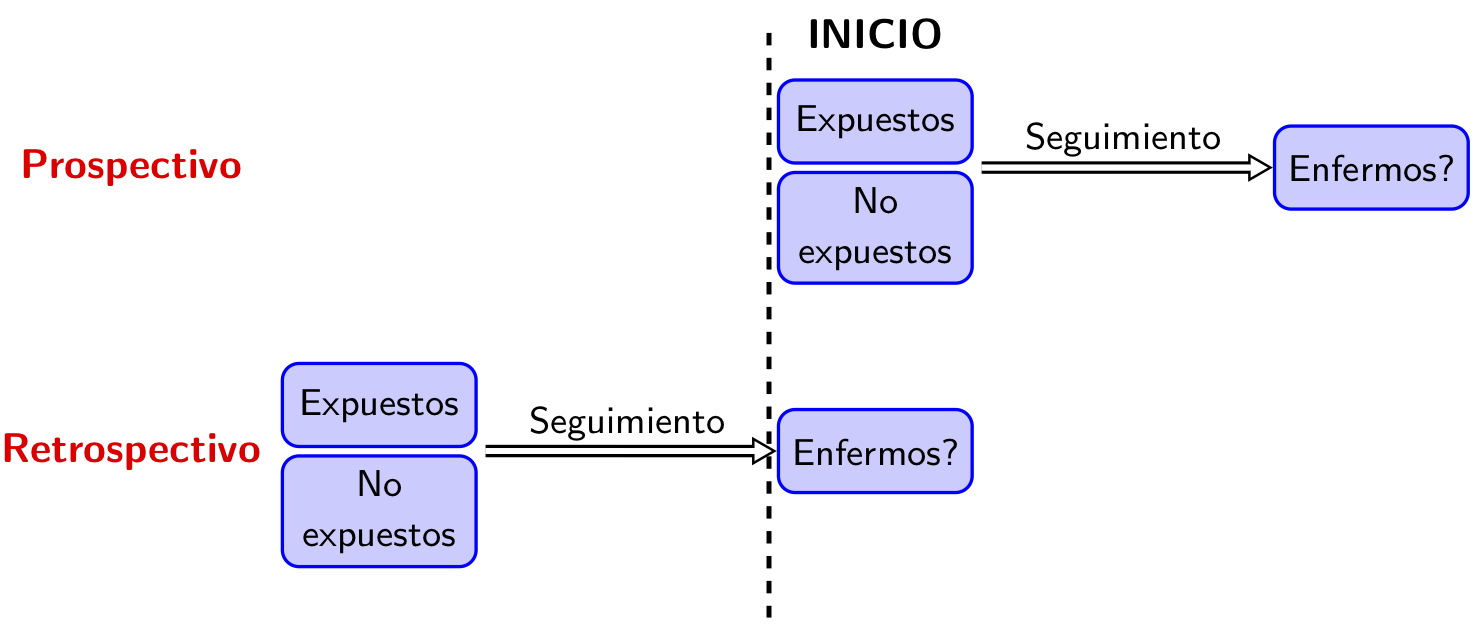 INICIO
Prospectivo
Expuestos
No
expuestos
Seguimiento
Enfermos?
Retrospectivo
Expuestos
No
expuestos
Seguimiento
Enfermos?